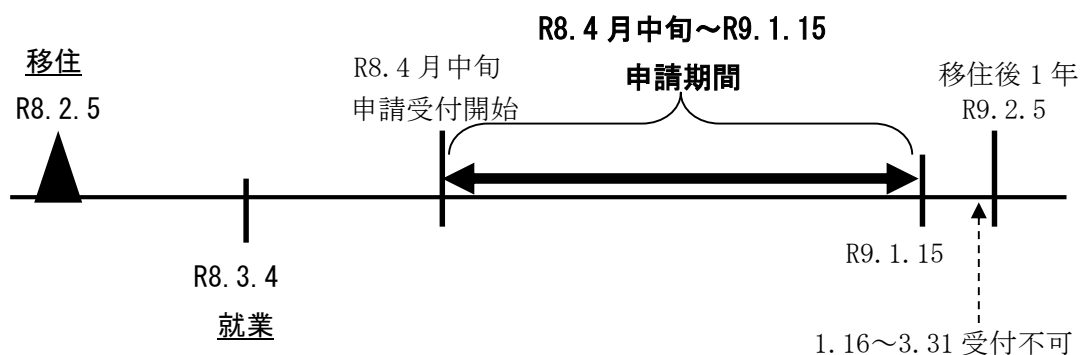 R8.4月中旬～R9.1.15
申請期間
移住
R8.2.5
R8.4月中旬
申請受付開始
移住後1年
R9.2.5
R8.3.4
就業
R9.1.15
1.16～3.31受付不可